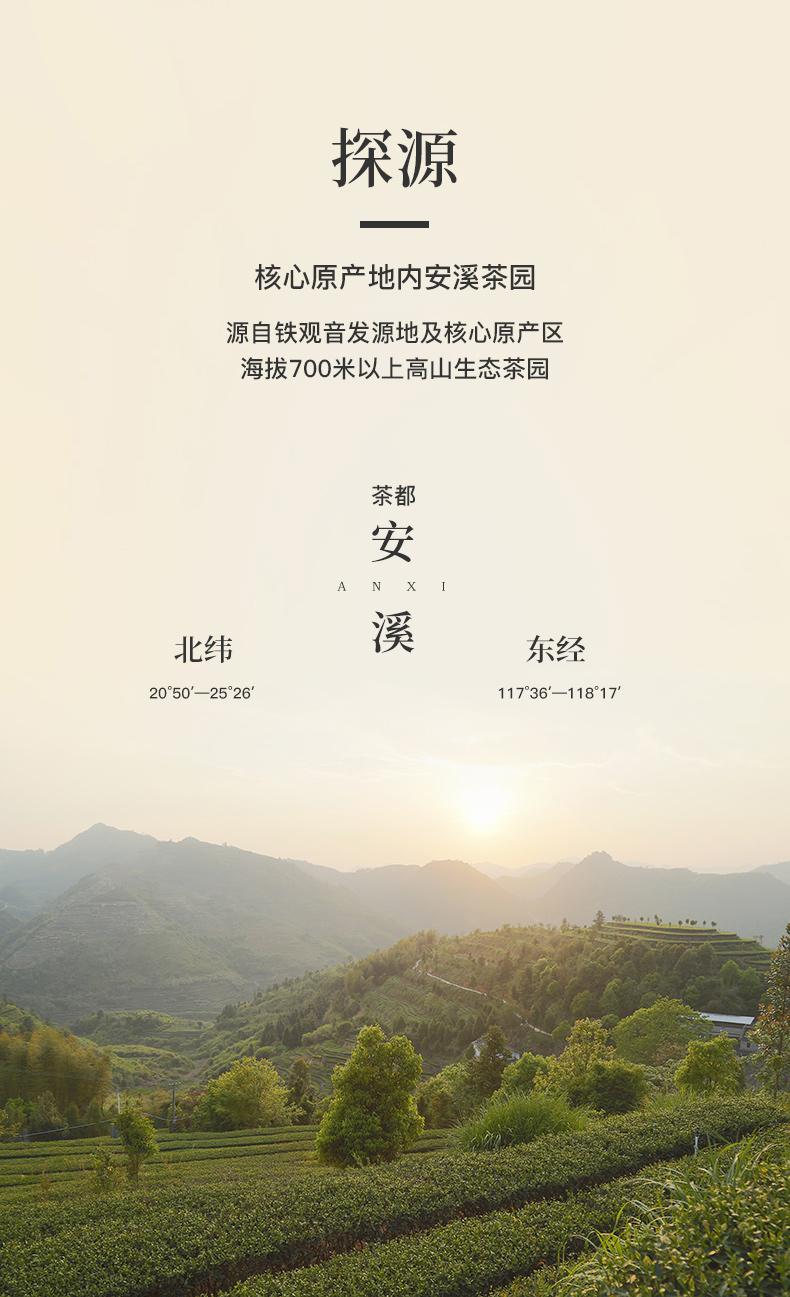 探源
核心原产地内安溪茶园
源自铁观音发源地及核心原产区
海拔700米以上高山生态茶园
茶都
安
ANXI
溪
北纬
20°50′—25°26′
东经
117°36′—118°17′